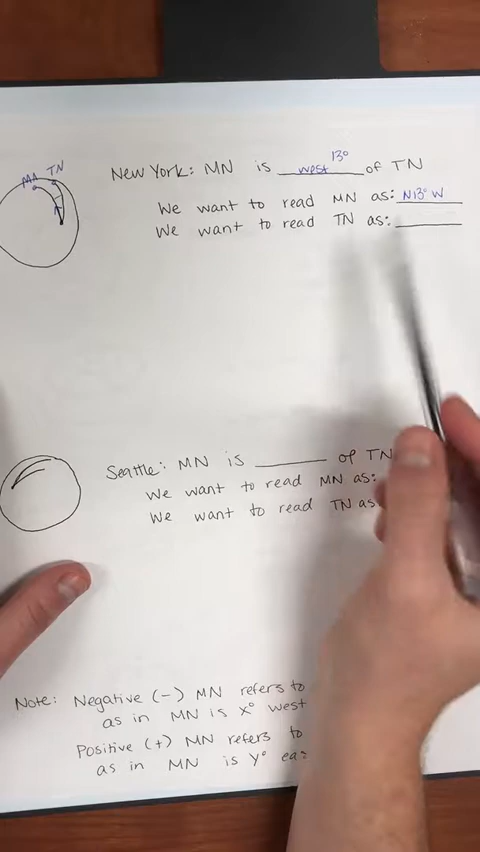 MN TN
New York: MN is west 13° of TN
We want to read MN as: N13°W
We want to read TN as:
Seattle: MN is of TN
We want to read MN as:
We want to read TN as
Note: Negative (-) MN refers to
as in MN is x° west
Positive (+) MN refers to
as in MN is y° eas